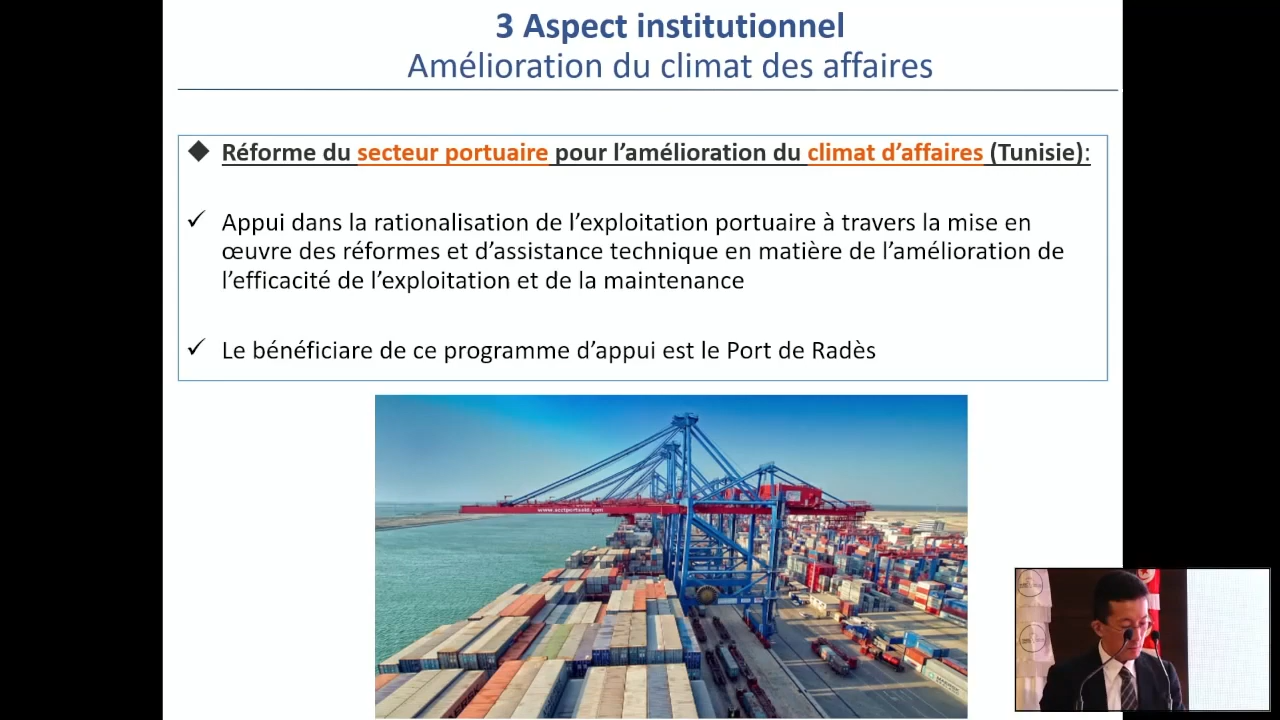 3 Aspect institutionnel
Amélioration du climat des affaires
Réforme du secteur portuaire pour l'amélioration du climat d'affaires (Tunisie):
Appui dans la rationalisation de l'exploitation portuaire à travers la mise en
œuvre des réformes et d'assistance technique en matière de l'amélioration de
l'efficacité de l'exploitation et de la maintenance
Le bénéficiare de ce programme d'appui est le Port de Radès